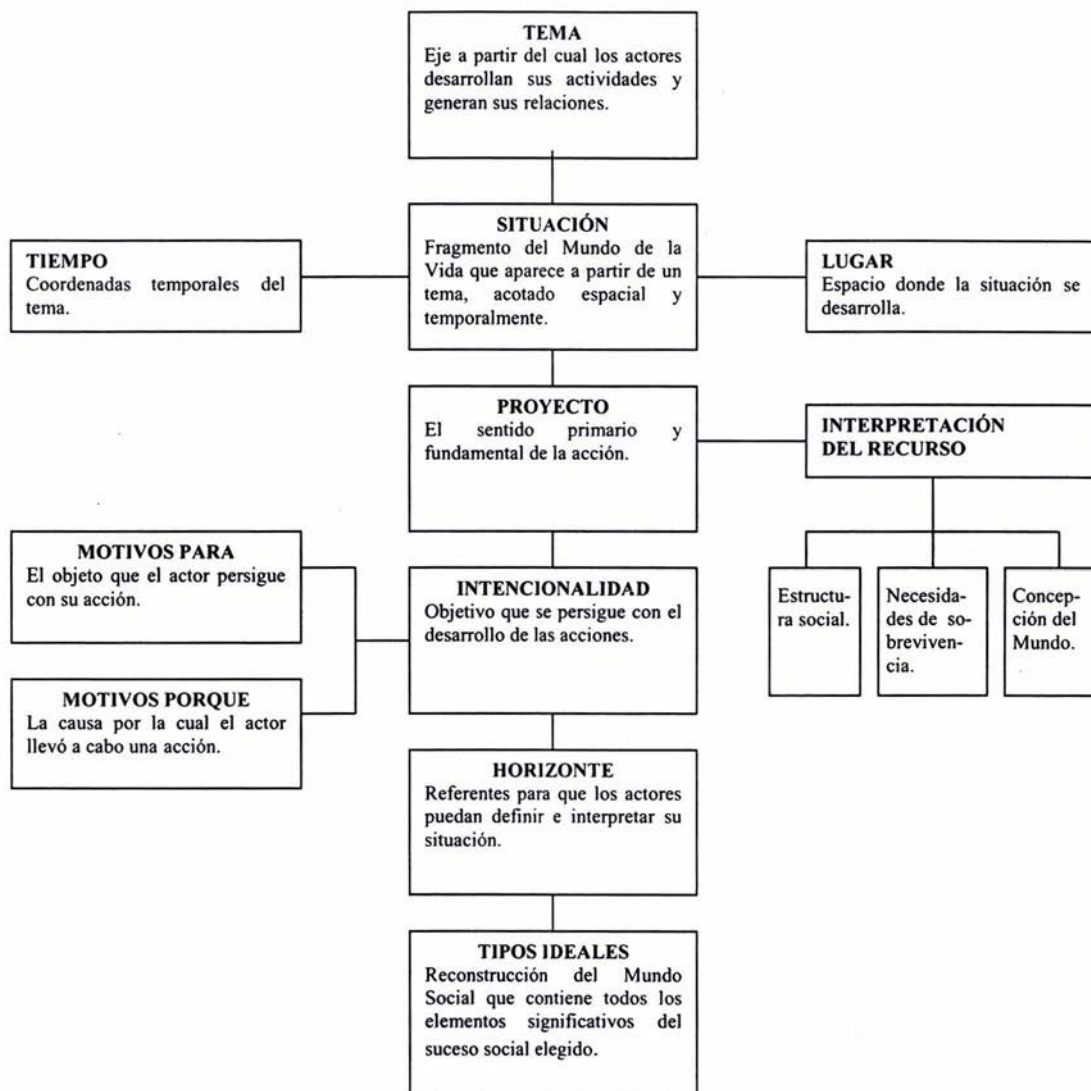 TEMA
Eje a partir del cual los actores
desarrollan sus actividades y
generan sus relaciones.
SITUACIÓN
Fragmento del Mundo de la
Vida que aparece a partir de un
tema, acotado espacial y
temporalmente.
TIEMPO
Coordenadas temporales del
tema.
LUGAR
Espacio donde la situación se
desarrolla.
PROYECTO
El sentido primario y
fundamental de la acción.
INTERPRETACIÓN
DEL RECURSO
Estructu-
ra social.
Necesida-
des de so-
breviven-
cia.
Concep-
ción del
Mundo.
MOTIVOS PARA
El objeto que el actor persigue
con su acción.
INTENCIONALIDAD
Objetivo que se persigue con el
desarrollo de las acciones.
MOTIVOS PORQUE
La causa por la cual el actor
llevó a cabo una acción.
HORIZONTE
Referentes para que los actores
puedan definir e interpretar su
situación.
TIPOS IDEALES
Reconstrucción del Mundo
Social que contiene todos los
elementos significativos del
suceso social elegido.